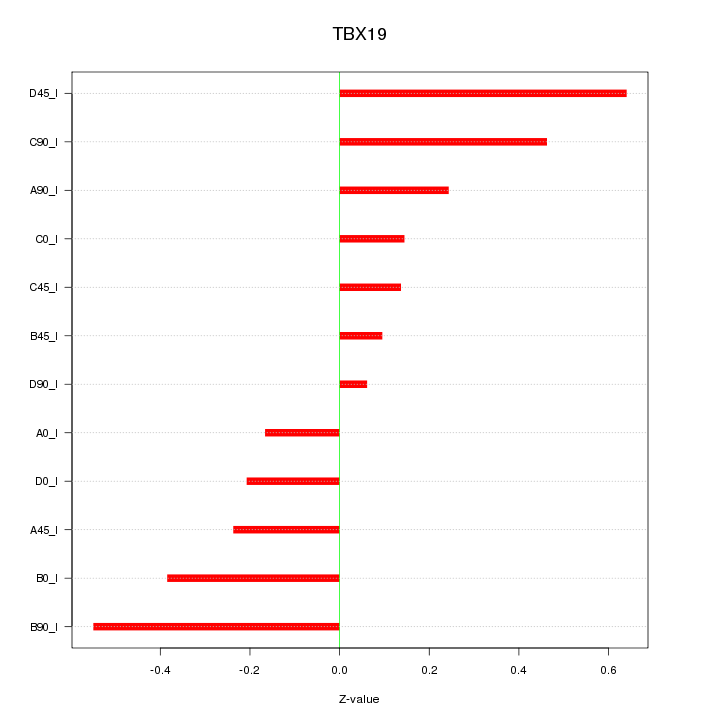 TBX19
D45_I
C90_I
A90_I
C0_I
C45_I
B45_I
D90_I
A0_I
D0_I
A45_I
B0_I
B90_I
-0.4 -0.2 0.0 0.2 0.4 0.6
Z-value